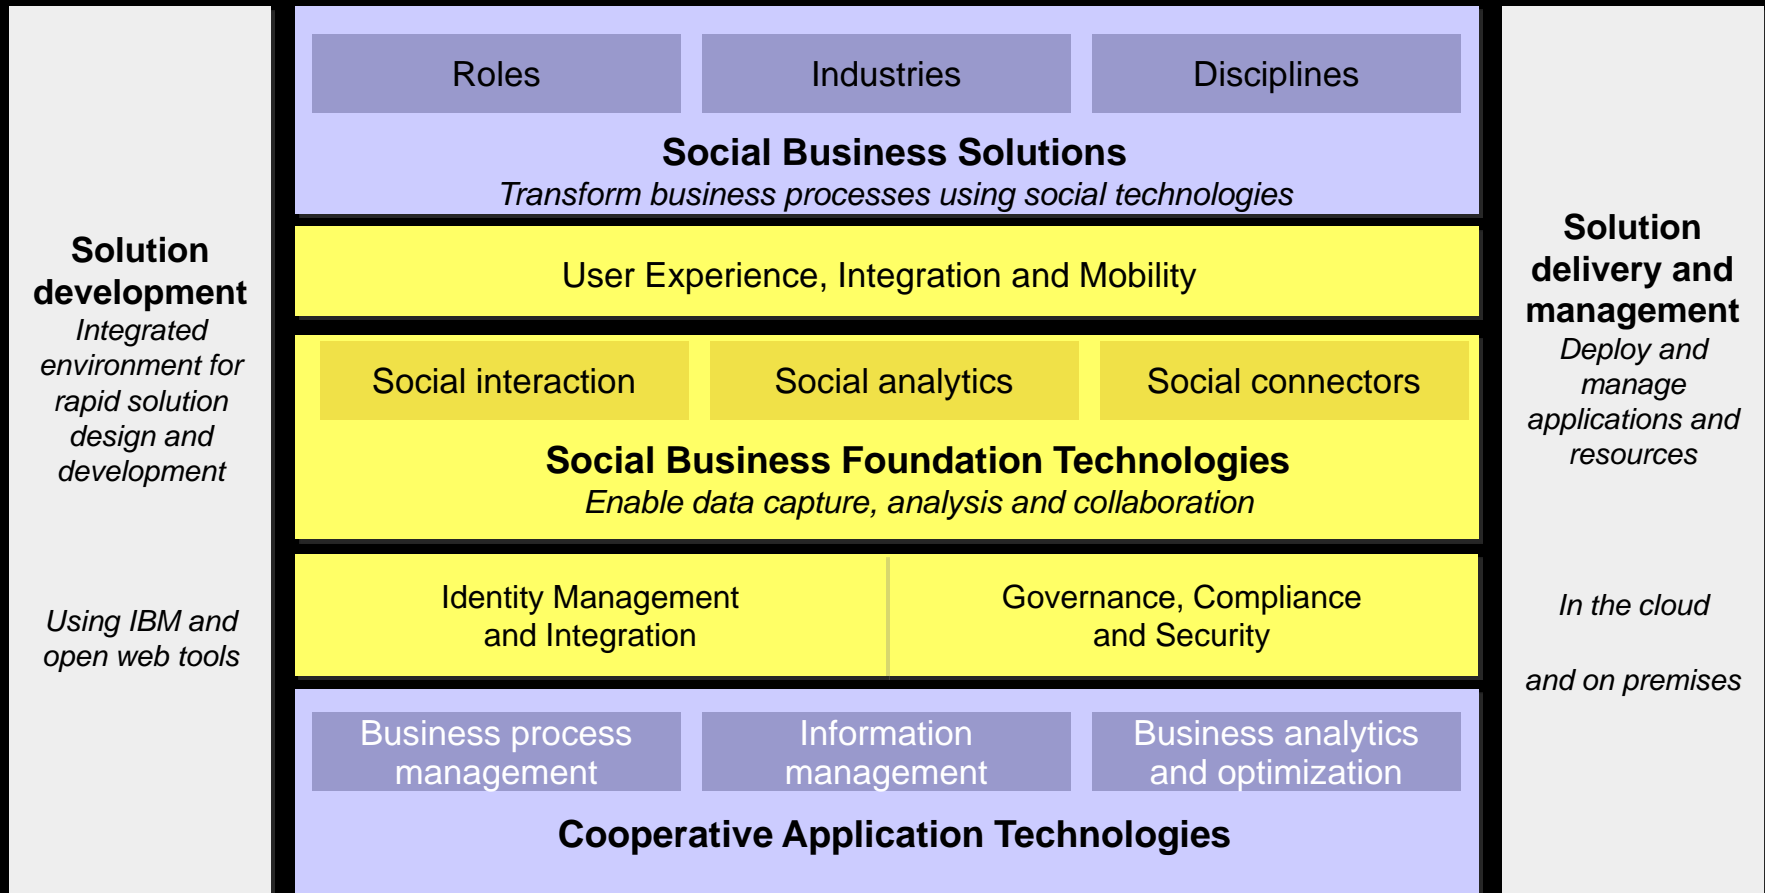 Solution
development
Integrated
environment for
rapid solution
design and
development
Using IBM and
open web tools
Roles
Industries
Disciplines
Social Business Solutions
Transform business processes using social technologies
User Experience, Integration and Mobility
Social interaction
Social analytics
Social connectors
Social Business Foundation Technologies
Enable data capture, analysis and collaboration
Identity Management
and Integration
Governance, Compliance
and Security
Business process
management
Information
management
Business analytics
and optimization
Cooperative Application Technologies
Solution
delivery and
management
Deploy and
manage
applications and
resources
In the cloud
and on premises